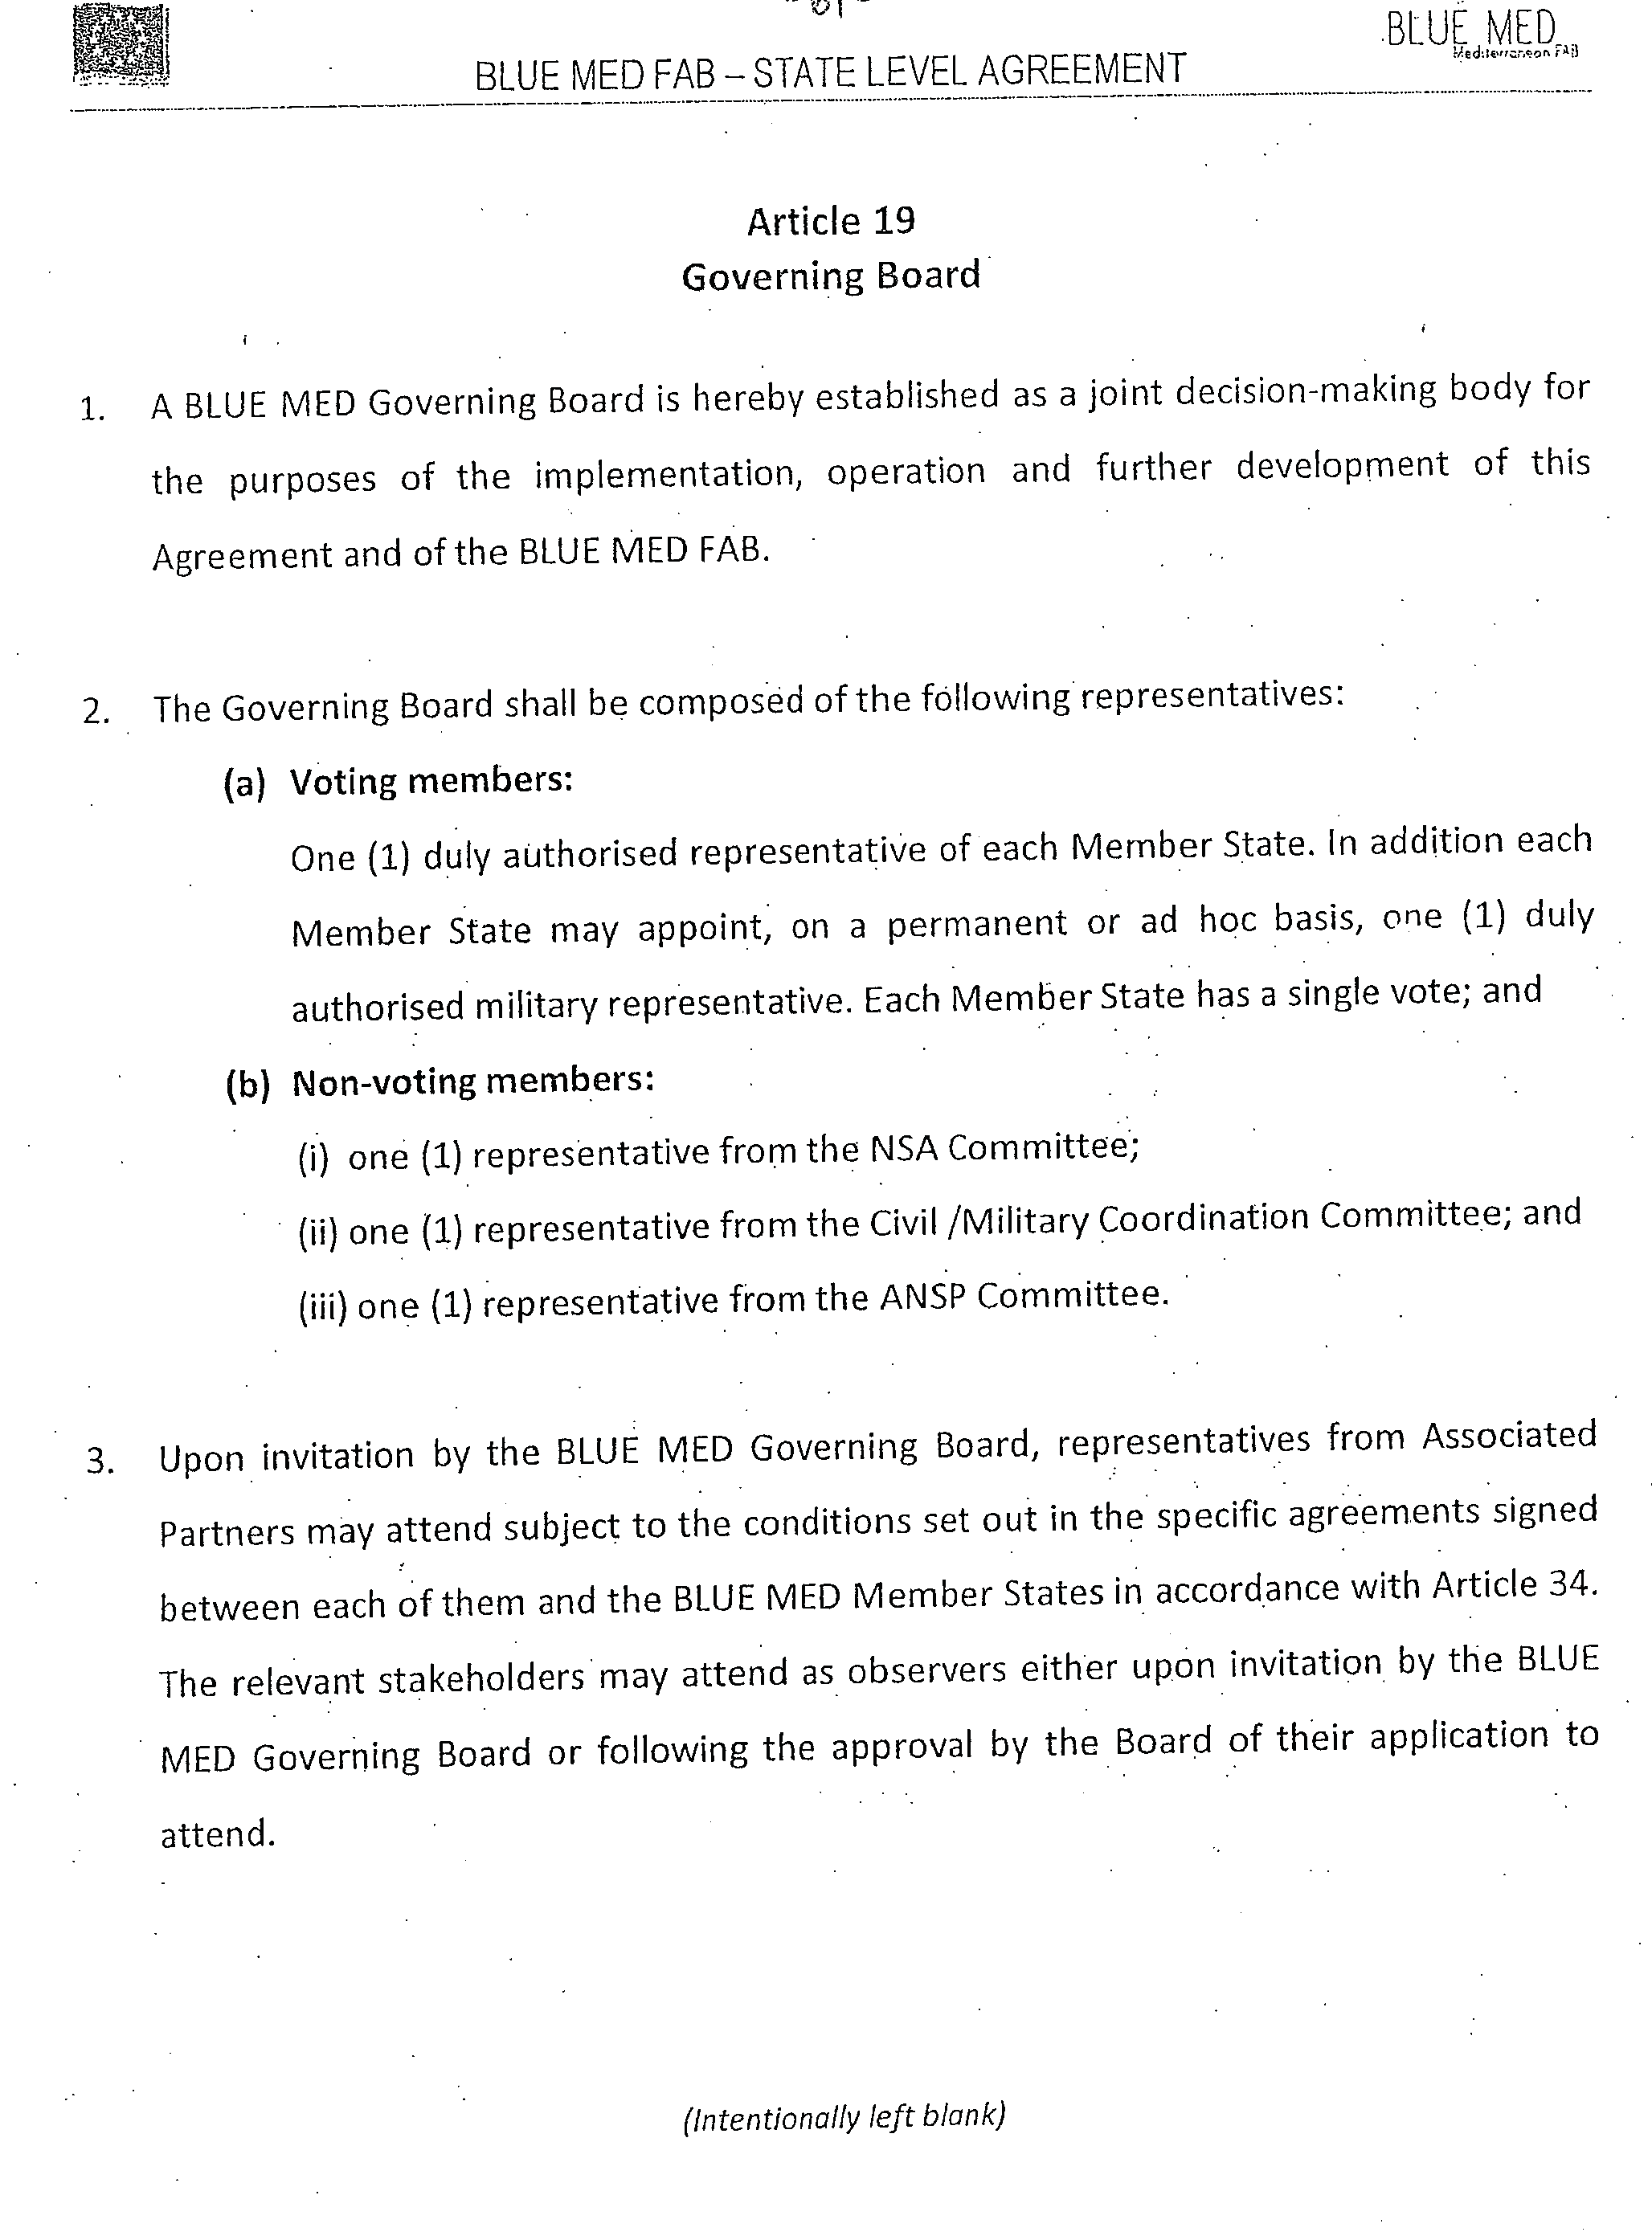 BLUE MED
Mediterranean FAB
BLUE MED FAB – STATE LEVEL AGREEMENT
Article 19
Governing Board
1. A BLUE MED Governing Board is hereby established as a joint decision-making body for
the purposes of the implementation, operation and further development of this
Agreement and of the BLUE MED FAB.
2. The Governing Board shall be composed of the following representatives:
(a) Voting members:
One (1) duly authorised representative of each Member State. In addition each
Member State may appoint, on a permanent or ad hoc basis, one (1) duly
authorised military representative. Each Member State has a single vote; and
(b) Non-voting members:
(i) one (1) representative from the NSA Committee;
(ii) one (1) representative from the Civil /Military Coordination Committee; and
(iii) one (1) representative from the ANSP Committee.
3. Upon invitation by the BLUE MED Governing Board, representatives from Associated
Partners may attend subject to the conditions set out in the specific agreements signed
between each of them and the BLUE MED Member States in accordance with Article 34.
The relevant stakeholders may attend as observers either upon invitation by the BLUE
MED Governing Board or following the approval by the Board of their application to
attend.
(Intentionally left blank)